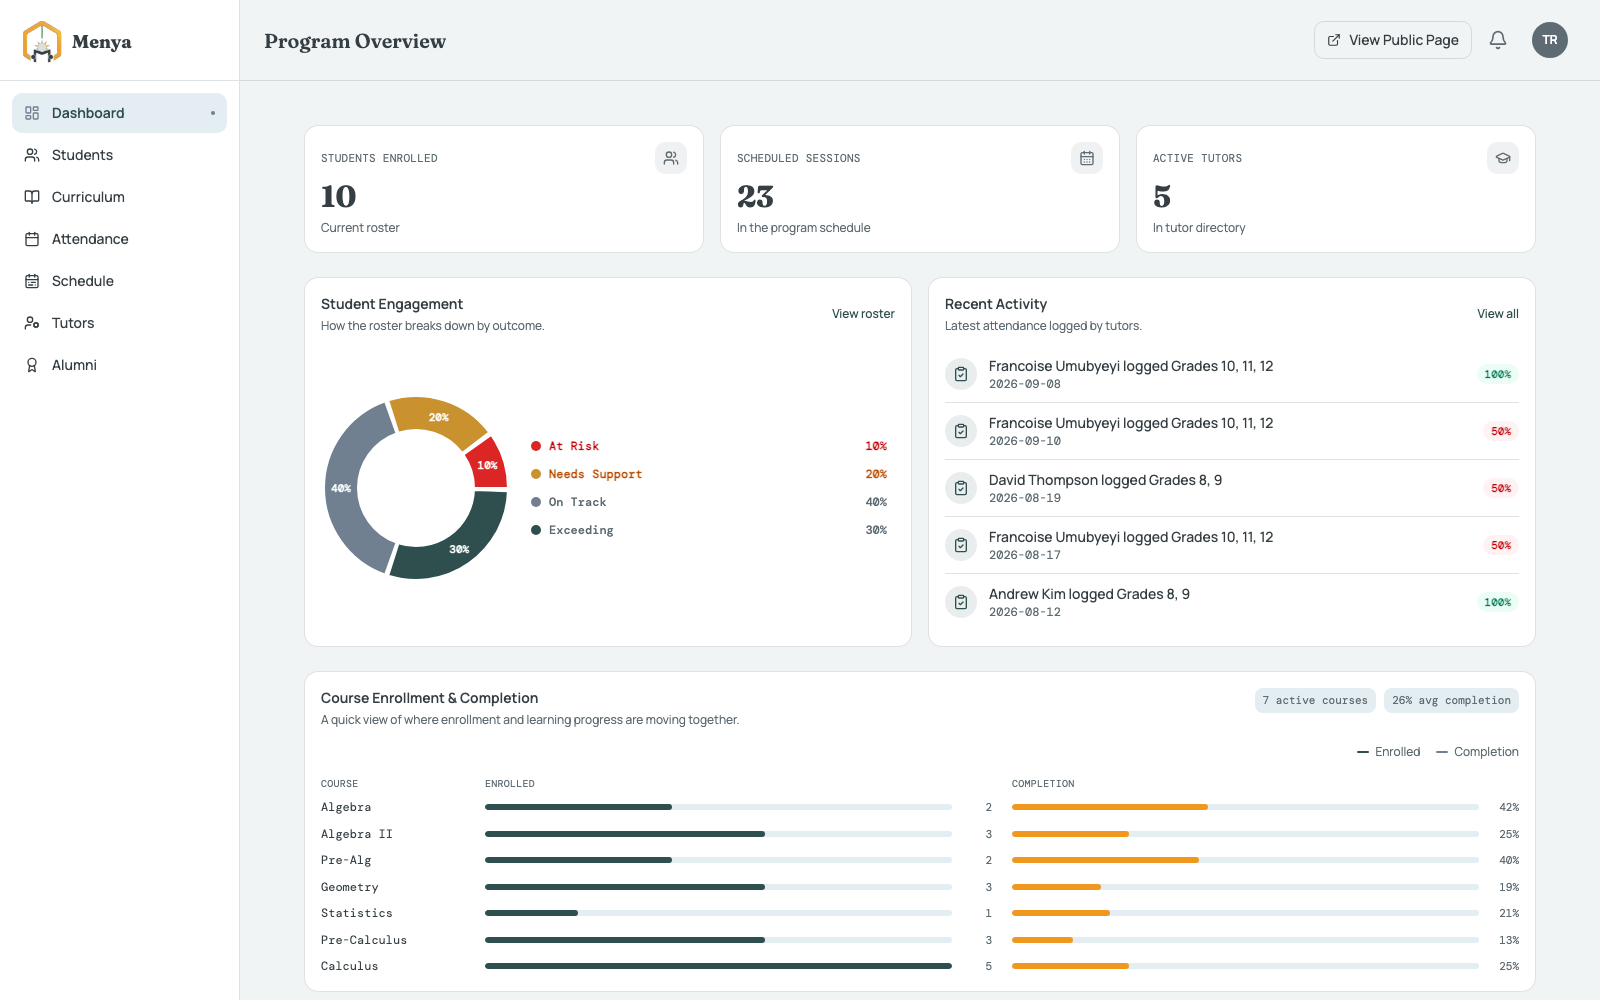 Menya
Program Overview
View Public Page
TR
Dashboard
Students
Curriculum
Attendance
Schedule
Tutors
Alumni
STUDENTS ENROLLED
10
Current roster
SCHEDULED SESSIONS
23
In the program schedule
ACTIVE TUTORS
5
In tutor directory
Student Engagement
How the roster breaks down by outcome.
View roster
20%
10%
40%
30%
At Risk 10%
Needs Support 20%
On Track 40%
Exceeding 30%
Recent Activity
Latest attendance logged by tutors.
View all
Francoise Umubyeyi logged Grades 10, 11, 12
2026-09-08
100%
Francoise Umubyeyi logged Grades 10, 11, 12
2026-09-10
50%
David Thompson logged Grades 8, 9
2026-08-19
50%
Francoise Umubyeyi logged Grades 10, 11, 12
2026-08-17
50%
Andrew Kim logged Grades 8, 9
2026-08-12
100%
Course Enrollment & Completion
A quick view of where enrollment and learning progress are moving together.
7 active courses
26% avg completion
Enrolled Completion
COURSE ENROLLED COMPLETION
Algebra 2 42%
Algebra II 3 25%
Pre-Alg 2 40%
Geometry 3 19%
Statistics 1 21%
Pre-Calculus 3 13%
Calculus 5 25%